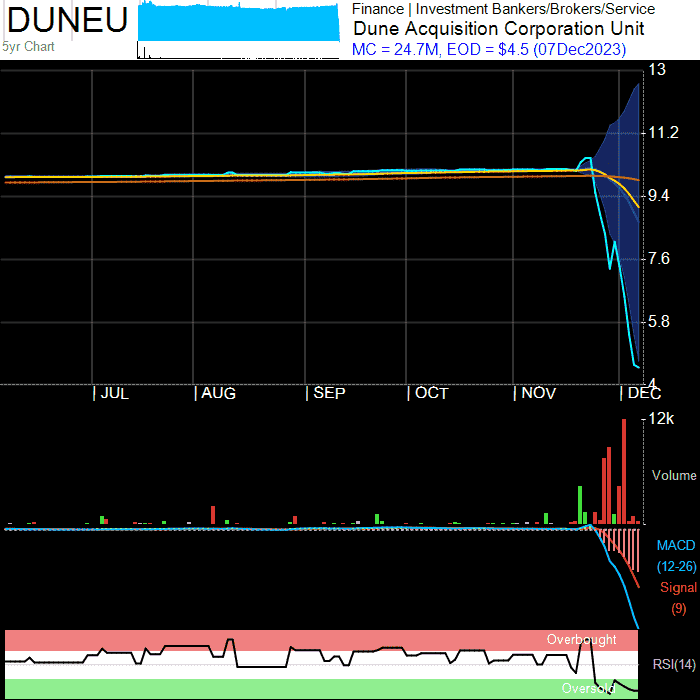 DUNEU
5yr Chart
Finance | Investment Bankers/Brokers/Service
Dune Acquisition Corporation Unit
MC = 24.7M, EOD = $4.5 (07Dec2023)
13
11.2
9.4
7.6
5.8
4
JUL AUG SEP OCT NOV DEC
12k
Volume
MACD
(12-26)
Signal
(9)
Overbought
RSI(14)
Oversold